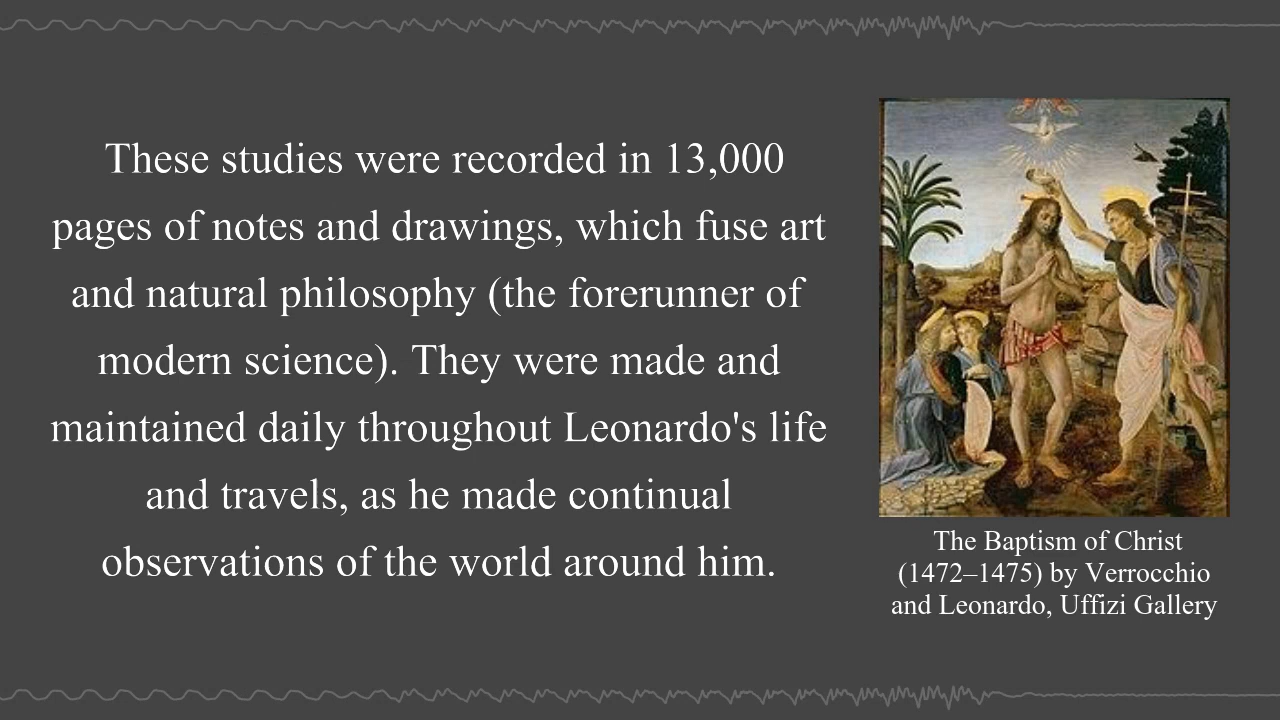 These studies were recorded in 13,000
pages of notes and drawings, which fuse art
and natural philosophy (the forerunner of
modern science). They were made and
maintained daily throughout Leonardo's life
and travels, as he made continual
observations of the world around him.
The Baptism of Christ
(1472–1475) by Verrocchio
and Leonardo, Uffizi Gallery